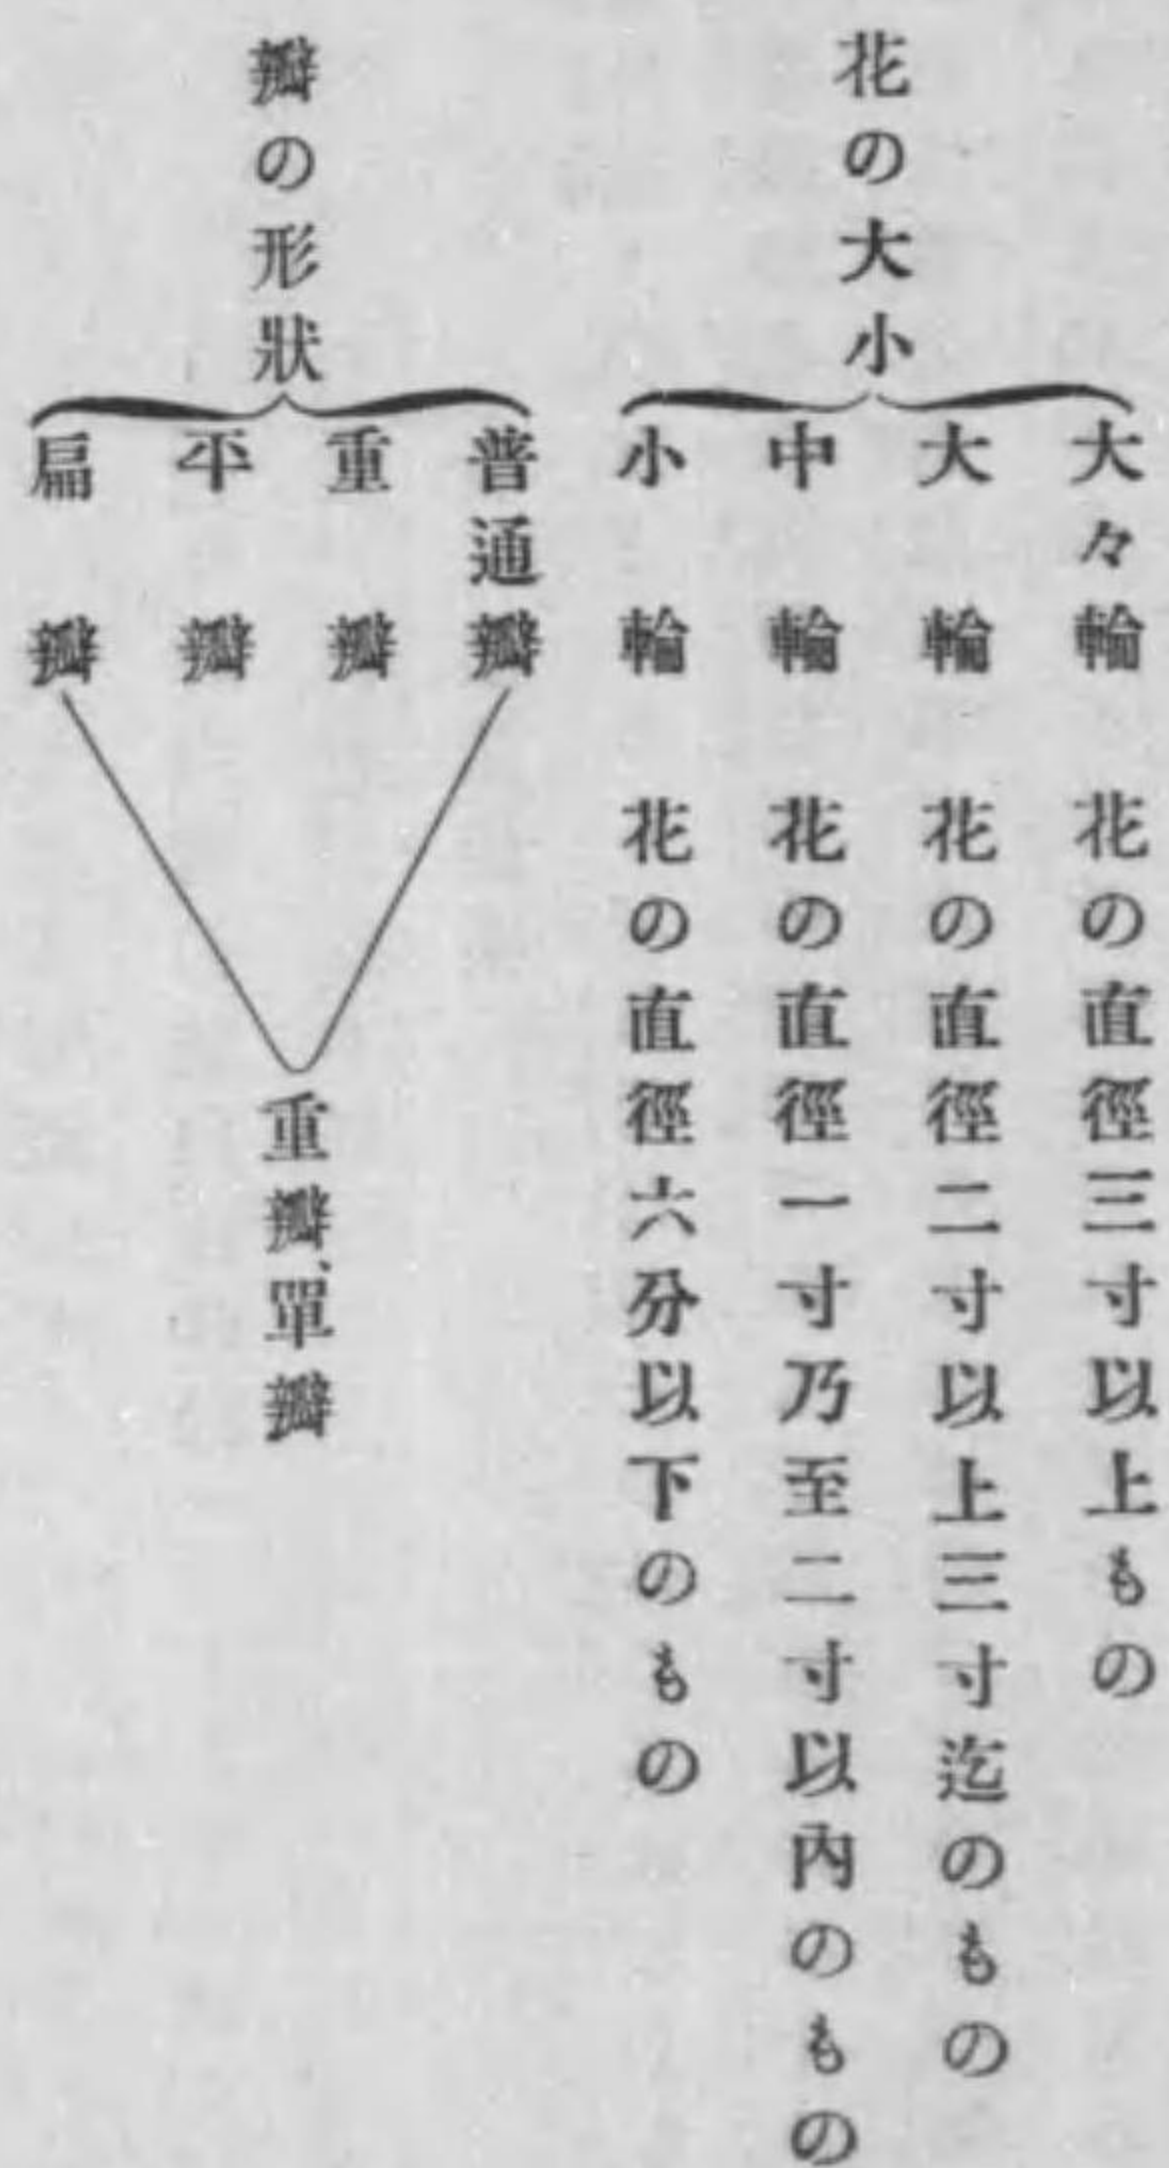 花の大小
大々輪 花の直徑三寸以上もの
大輪 花の直徑二寸以上三寸迄のもの
中輪 花の直徑一寸乃至二寸以內のもの
小輪 花の直徑六分以下のもの
瓣の形狀
普通瓣
重瓣
平瓣
扁瓣
重瓣、單瓣